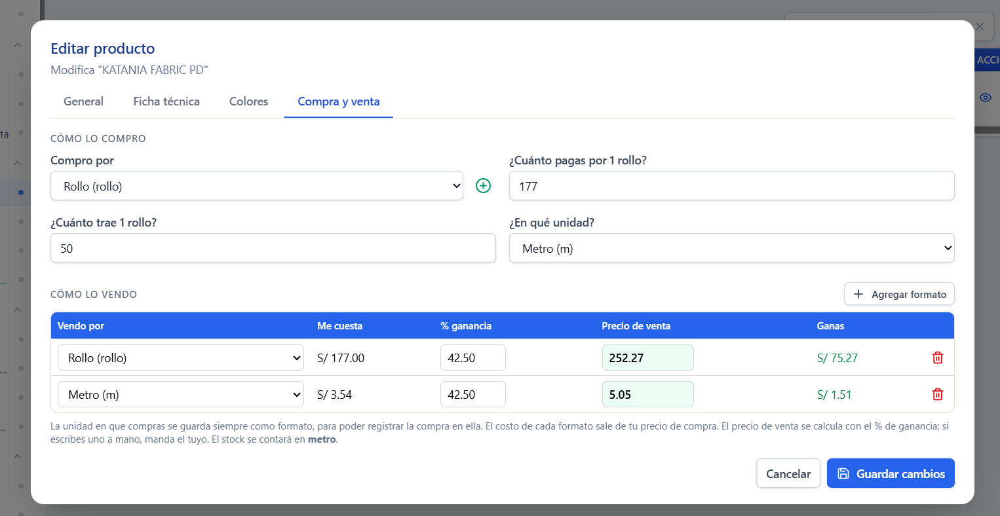 Editar producto
Modifica "KATANIA FABRIC PD"
ACCI
General Ficha técnica Colores Compra y venta
ta
CÓMO LO COMPRO
Compro por ¿Cuánto pagas por 1 rollo?
Rollo (rollo) 177
¿Cuánto trae 1 rollo? ¿En qué unidad?
50 Metro (m)
CÓMO LO VENDO Agregar formato
Vendo por Me cuesta % ganancia Precio de venta Ganas
Rollo (rollo) S/ 177.00 42.50 252.27 S/ 75.27
Metro (m) S/ 3.54 42.50 5.05 S/ 1.51
La unidad en que compras se guarda siempre como formato, para poder registrar la compra en ella. El costo de cada formato sale de tu precio de compra. El precio de venta se calcula con el % de ganancia; si
escribes uno a mano, manda el tuyo. El stock se contará en metro.
Cancelar Guardar cambios